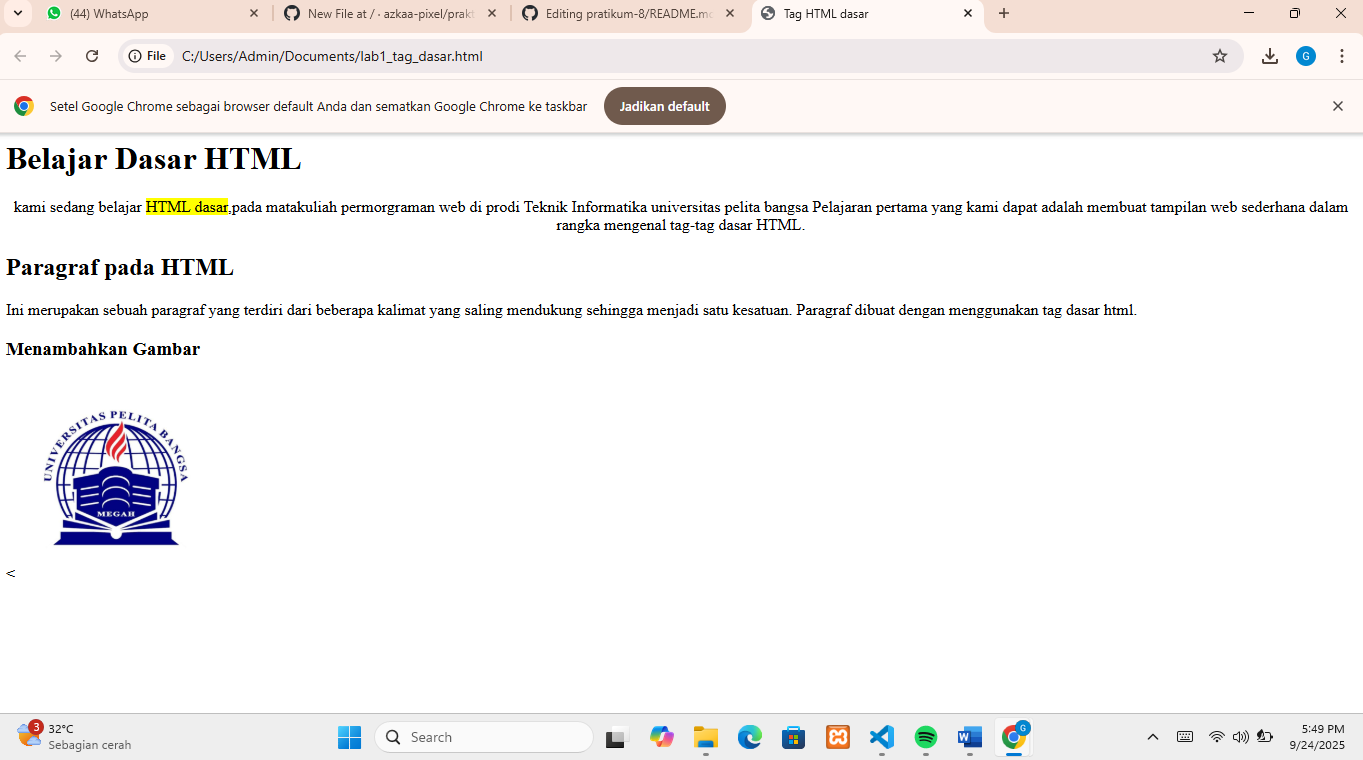 (44) WhatsApp
New File at / · azkaa-pixel/prakt
Editing pratikum-8/README.md
Tag HTML dasar
File
C:/Users/Admin/Documents/lab1_tag_dasar.html
G
Setel Google Chrome sebagai browser default Anda dan sematkan Google Chrome ke taskbar
Jadikan default
Belajar Dasar HTML
kami sedang belajar HTML dasar,pada matakuliah permorgraman web di prodi Teknik Informatika universitas pelita bangsa Pelajaran pertama yang kami dapat adalah membuat tampilan web sederhana dalam
rangka mengenal tag-tag dasar HTML.
Paragraf pada HTML
Ini merupakan sebuah paragraf yang terdiri dari beberapa kalimat yang saling mendukung sehingga menjadi satu kesatuan. Paragraf dibuat dengan menggunakan tag dasar html.
Menambahkan Gambar
UNIVERSITAS PELITA BANGSA
MEGAH
<
3
32°C
Sebagian cerah
Search
W
G
5:49 PM
9/24/2025